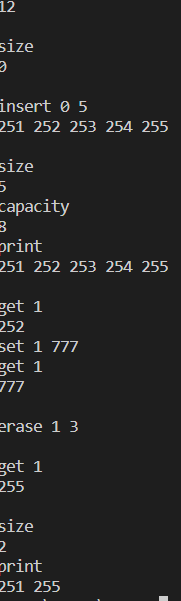 12
size
0
insert 0 5
251 252 253 254 255
size
5
capacity
8
print
251 252 253 254 255
get 1
252
set 1 777
get 1
777
erase 1 3
get 1
255
size
2
print
251 255